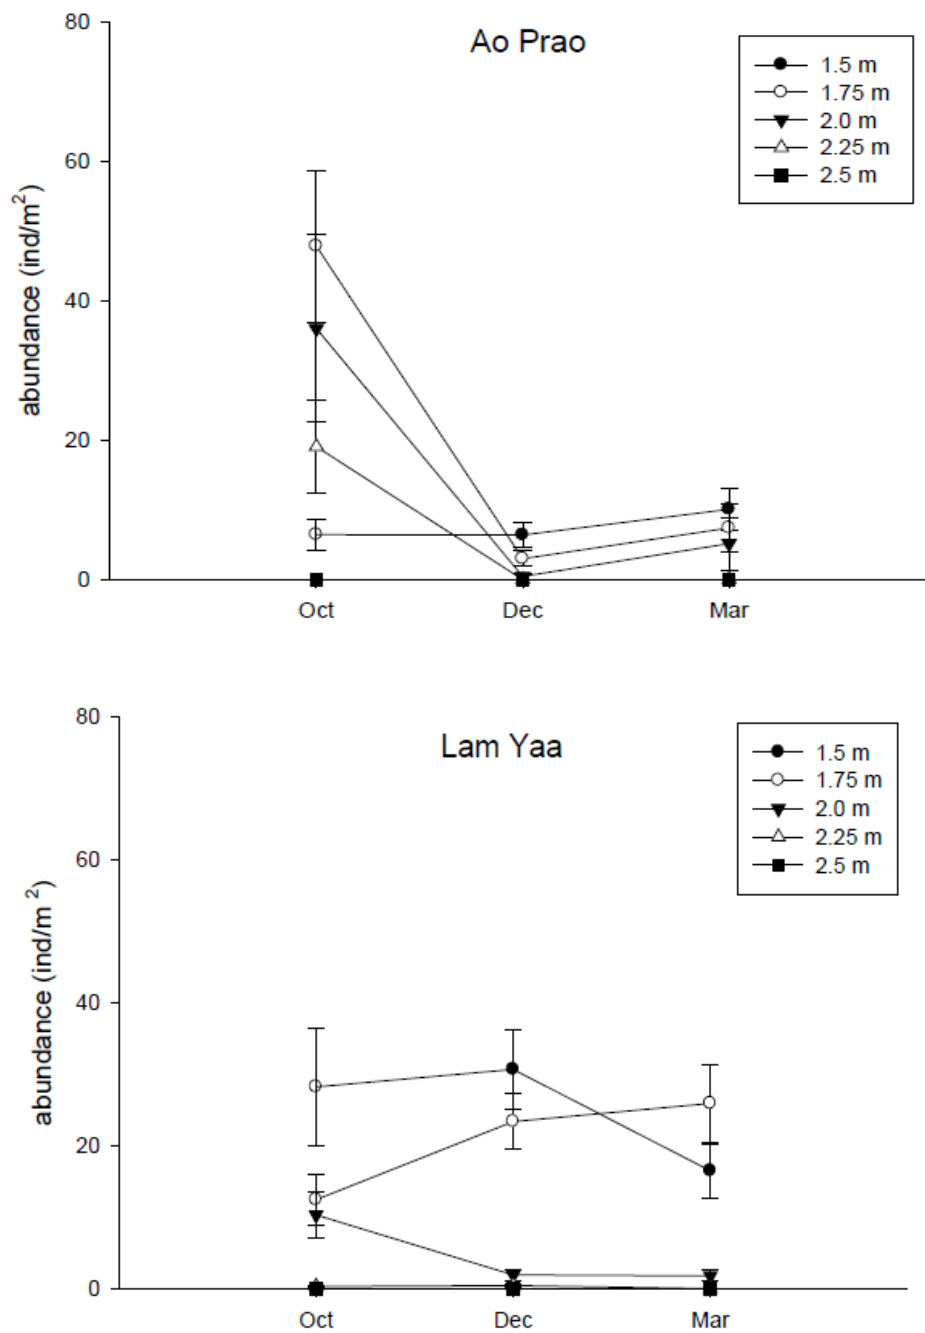 Ao Prao
80
60
40
20
0
abundance (ind/m²)
1.5 m
1.75 m
2.0 m
2.25 m
2.5 m
Oct Dec Mar
Lam Yaa
80
60
40
20
0
abundance (ind/m²)
1.5 m
1.75 m
2.0 m
2.25 m
2.5 m
Oct Dec Mar